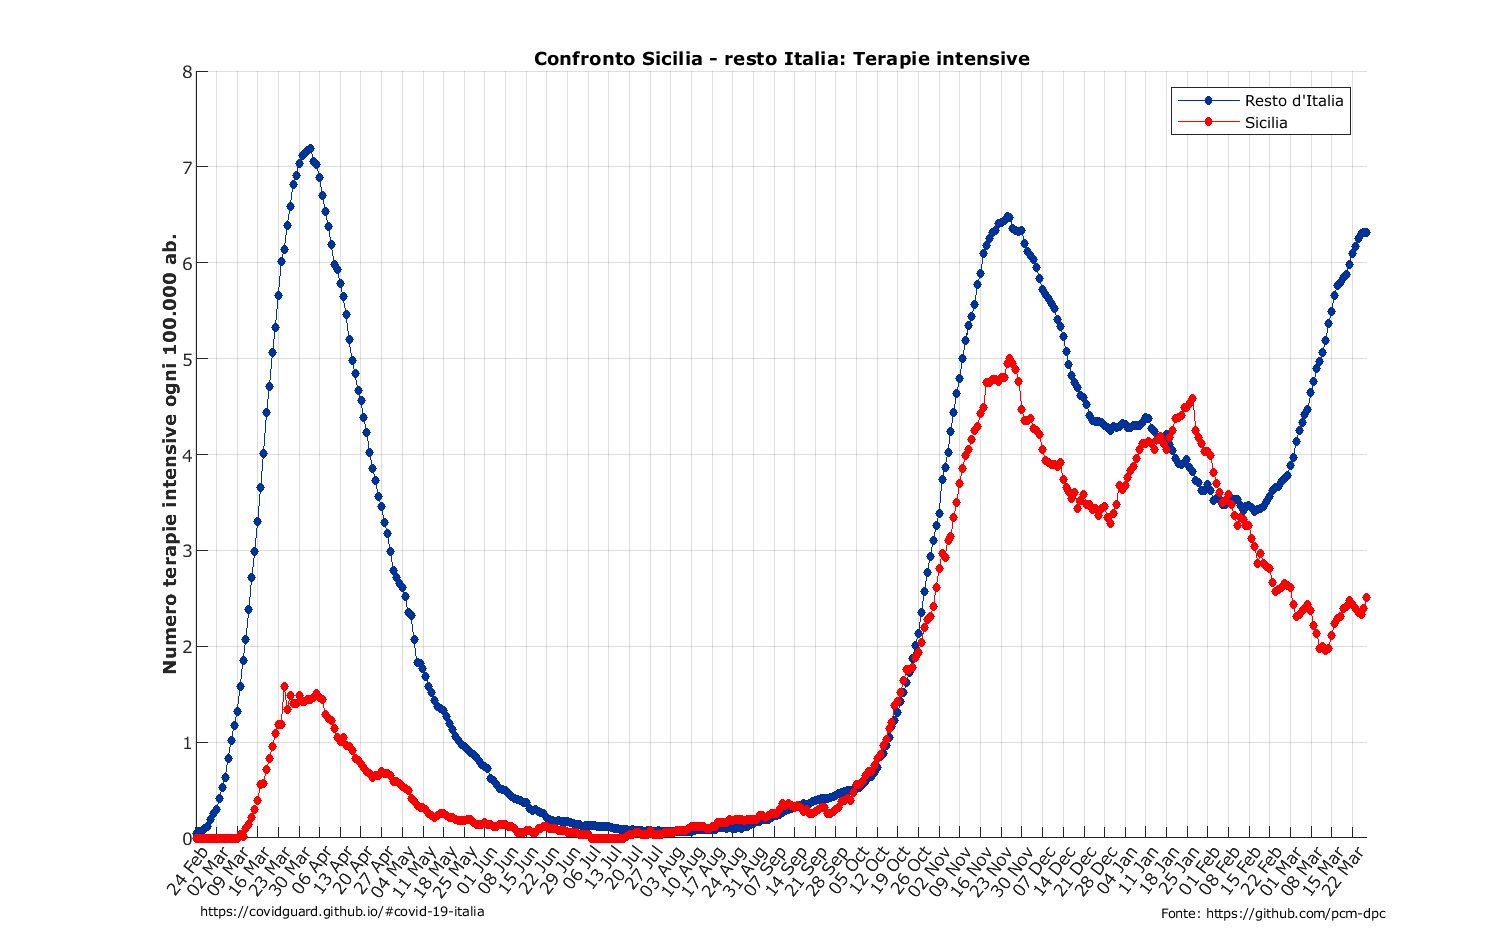 Confronto Sicilia - resto Italia: Terapie intensive
Resto d'Italia
Sicilia
Numero terapie intensive ogni 100.000 ab.
8
7
6
5
4
3
2
1
0
24 Feb
02 Mar
09 Mar
16 Mar
23 Mar
30 Mar
06 Apr
13 Apr
20 Apr
27 Apr
04 May
11 May
18 May
25 May
01 Jun
08 Jun
15 Jun
22 Jun
29 Jun
06 Jul
13 Jul
20 Jul
27 Jul
03 Aug
10 Aug
17 Aug
24 Aug
31 Aug
07 Sep
14 Sep
21 Sep
28 Sep
05 Oct
12 Oct
19 Oct
26 Oct
02 Nov
09 Nov
16 Nov
23 Nov
30 Nov
07 Dec
14 Dec
21 Dec
28 Dec
04 Jan
11 Jan
18 Jan
25 Jan
01 Feb
08 Feb
15 Feb
22 Feb
01 Mar
08 Mar
15 Mar
22 Mar
https://covidguard.github.io/#covid-19-italia
Fonte: https://github.com/pcm-dpc